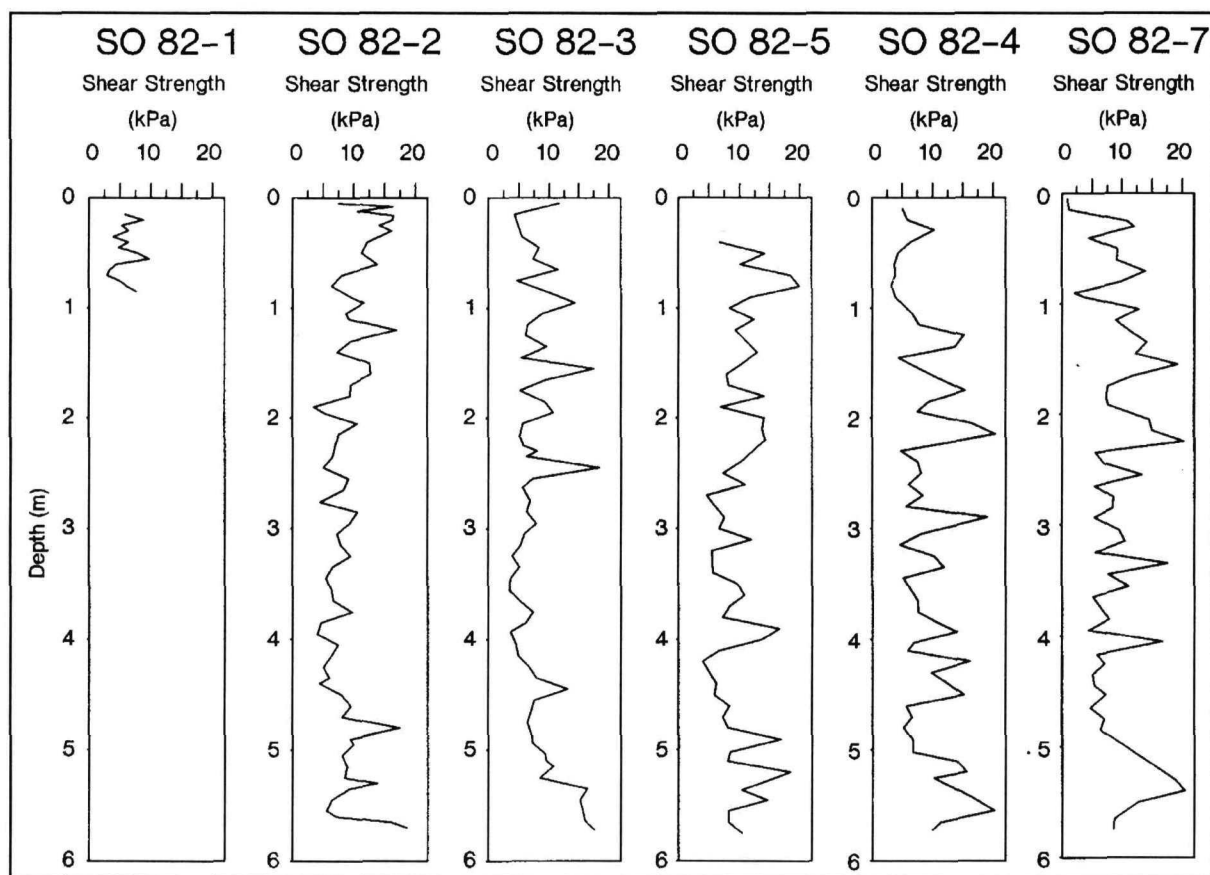 SO 82-1 SO 82-2 SO 82-3 SO 82-5 SO 82-4 SO 82-7
Shear Strength Shear Strength Shear Strength Shear Strength Shear Strength Shear Strength
(kPa) (kPa) (kPa) (kPa) (kPa) (kPa)
0 10 20 0 10 20 0 10 20 0 10 20 0 10 20 0 10 20
0 0 0 0 0 0
1 1 1 1 1 1
2 2 2 2 2 2
3 3 3 3 3 3
Depth (m)
4 4 4 4 4 4
5 5 5 5 5 5
6 6 6 6 6 6